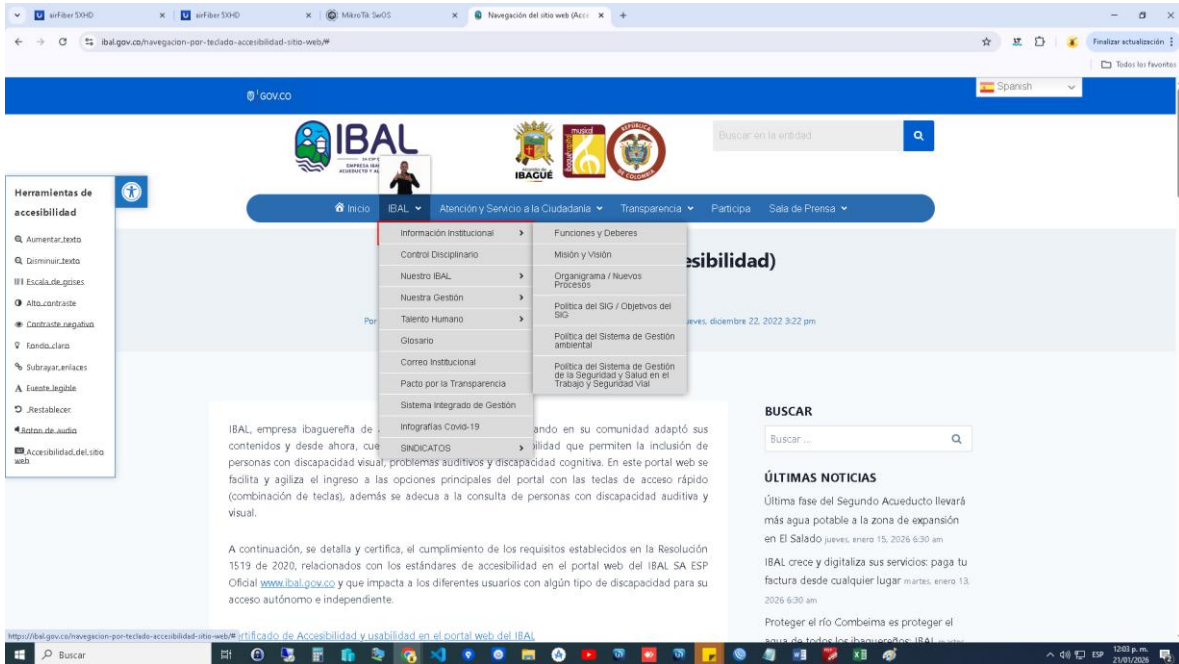 airFiber 5XHD
airFiber 5XHD
MikroTik SwOS
Navegación del sitio web (Acce
ibal.gov.co/navegacion-por-teclado-accesibilidad-sitio-web/#
Finalizar actualización
Todos los favoritos
GOV.CO
Spanish
IBAL
IBAGUÉ
musical
REPÚBLICA
Buscar en la entidad
Herramientas de
accesibilidad
Aumentar texto
Disminuir texto
Escala de grises
Alto contraste
Contraste negativo
Fondo claro
Subrayar enlaces
Fuente legible
Restablecer
Boton de audio
Accesibilidad del sitio
web
Inicio IBAL Atención y Servicio a la Ciudadanía Transparencia Participa Sala de Prensa
Información Institucional
Control Disciplinario
Nuestro IBAL
Nuestra Gestión
Talento Humano
Glosario
Correo Institucional
Pacto por la Transparencia
Sistema Integrado de Gestión
Infografías Covid-19
SINDICATOS
Funciones y Deberes
Misión y Visión
Organigrama / Nuevos
Procesos
Política del SIG / Objetivos del
SIG
Política del Sistema de Gestión
ambiental
Política del Sistema de Gestión
de la Seguridad y Salud en el
Trabajo y Seguridad Vial
esibilidad)
Por
ueves, diciembre 22, 2022 3:22 pm
IBAL, empresa ibaguereña de ando en su comunidad adaptó sus
contenidos y desde ahora, cue ilidad que permiten la inclusión de
personas con discapacidad visual, problemas auditivos y discapacidad cognitiva. En este portal web se
facilita y agiliza el ingreso a las opciones principales del portal con las teclas de acceso rápido
(combinación de teclas), además se adecua a la consulta de personas con discapacidad auditiva y
visual.
A continuación, se detalla y certifica, el cumplimiento de los requisitos establecidos en la Resolución
1519 de 2020, relacionados con los estándares de accesibilidad en el portal web del IBAL SA ESP
Oficial www.ibal.gov.co y que impacta a los diferentes usuarios con algún tipo de discapacidad para su
acceso autónomo e independiente.
ertificado de Accesibilidad y usabilidad en el portal web del IBAL
BUSCAR
Buscar ...
ÚLTIMAS NOTICIAS
Última fase del Segundo Acueducto llevará
más agua potable a la zona de expansión
en El Salado jueves, enero 15, 2026 6:30 am
IBAL crece y digitaliza sus servicios: paga tu
factura desde cualquier lugar martes, enero 13,
2026 6:30 am
Proteger el río Combeima es proteger el
agua de todos los ibaguereños: IBAL martes
https://ibal.gov.co/navegacion-por-teclado-accesibilidad-sitio-web/#
Buscar
ESP
12:03 p. m.
21/01/2026